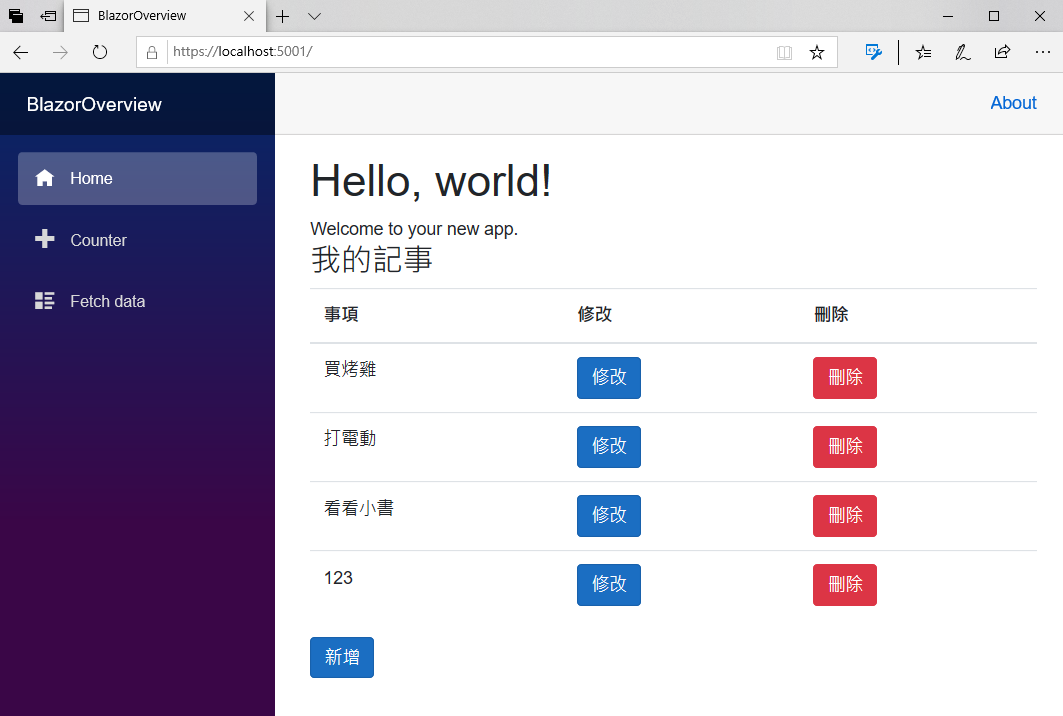 BlazorOverview
https://localhost:5001/
BlazorOverview
About
Home
Counter
Fetch data
Hello, world!
Welcome to your new app.
我的記事
事項 修改 刪除
買烤雞 修改 刪除
打電動 修改 刪除
看看小書 修改 刪除
123 修改 刪除
新增